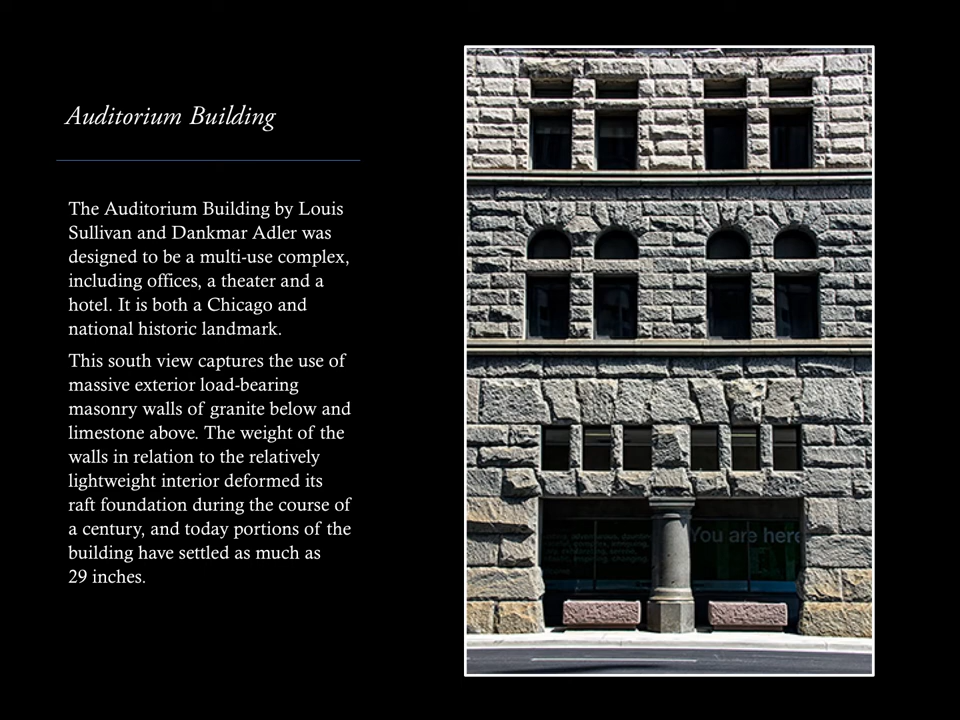 Auditorium Building
The Auditorium Building by Louis
Sullivan and Dankmar Adler was
designed to be a multi-use complex,
including offices, a theater and a
hotel. It is both a Chicago and
national historic landmark.
This south view captures the use of
massive exterior load-bearing
masonry walls of granite below and
limestone above. The weight of the
walls in relation to the relatively
lightweight interior deformed its
raft foundation during the course of
a century, and today portions of the
building have settled as much as
29 inches.
You are here